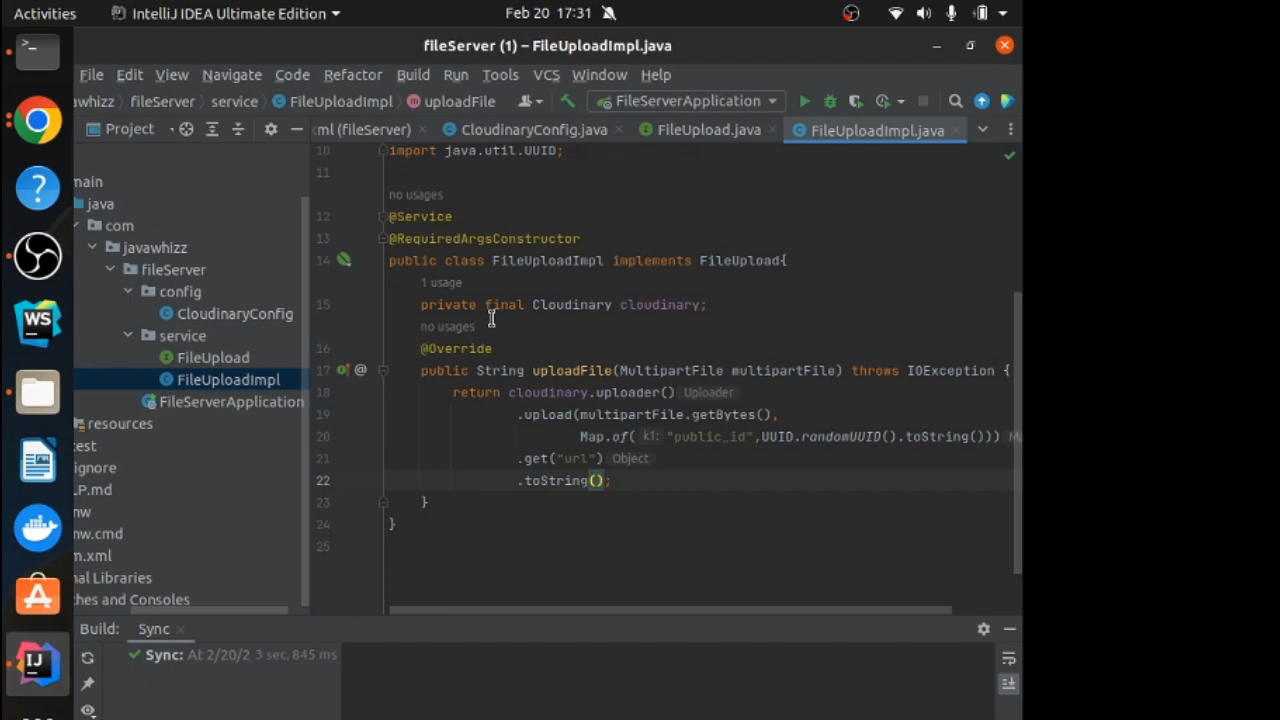 Activities
IntelliJ IDEA Ultimate Edition
Feb 20 17:31
fileServer (1) – FileUploadImpl.java
File Edit View Navigate Code Refactor Build Run Tools VCS Window Help
awhizz fileServer service FileUploadImpl uploadFile FileServerApplication
Project
ml (fileServer) CloudinaryConfig.java FileUpload.java FileUploadImpl.java
main
java
com
javawhizz
fileServer
config
CloudinaryConfig
service
FileUpload
FileUploadImpl
FileServerApplication
resources
test
ignore
LP.md
nw
nw.cmd
m.xml
nal Libraries
ches and Consoles
10 import java.util.UUID;
11
no usages
12 @Service
13 @RequiredArgsConstructor
14 public class FileUploadImpl implements FileUpload{
1 usage
15 private final Cloudinary cloudinary;
no usages
16 @Override
17 public String uploadFile(MultipartFile multipartFile) throws IOException {
18 return cloudinary.uploader() Uploader
19 .upload(multipartFile.getBytes(),
20 Map.of( k1: "public_id",UUID.randomUUID().toString()))
21 .get("url") Object
22 .toString();
23 }
24 }
25
Build: Sync
Sync: At 2/20/2 3 sec, 845 ms
WS
IJ